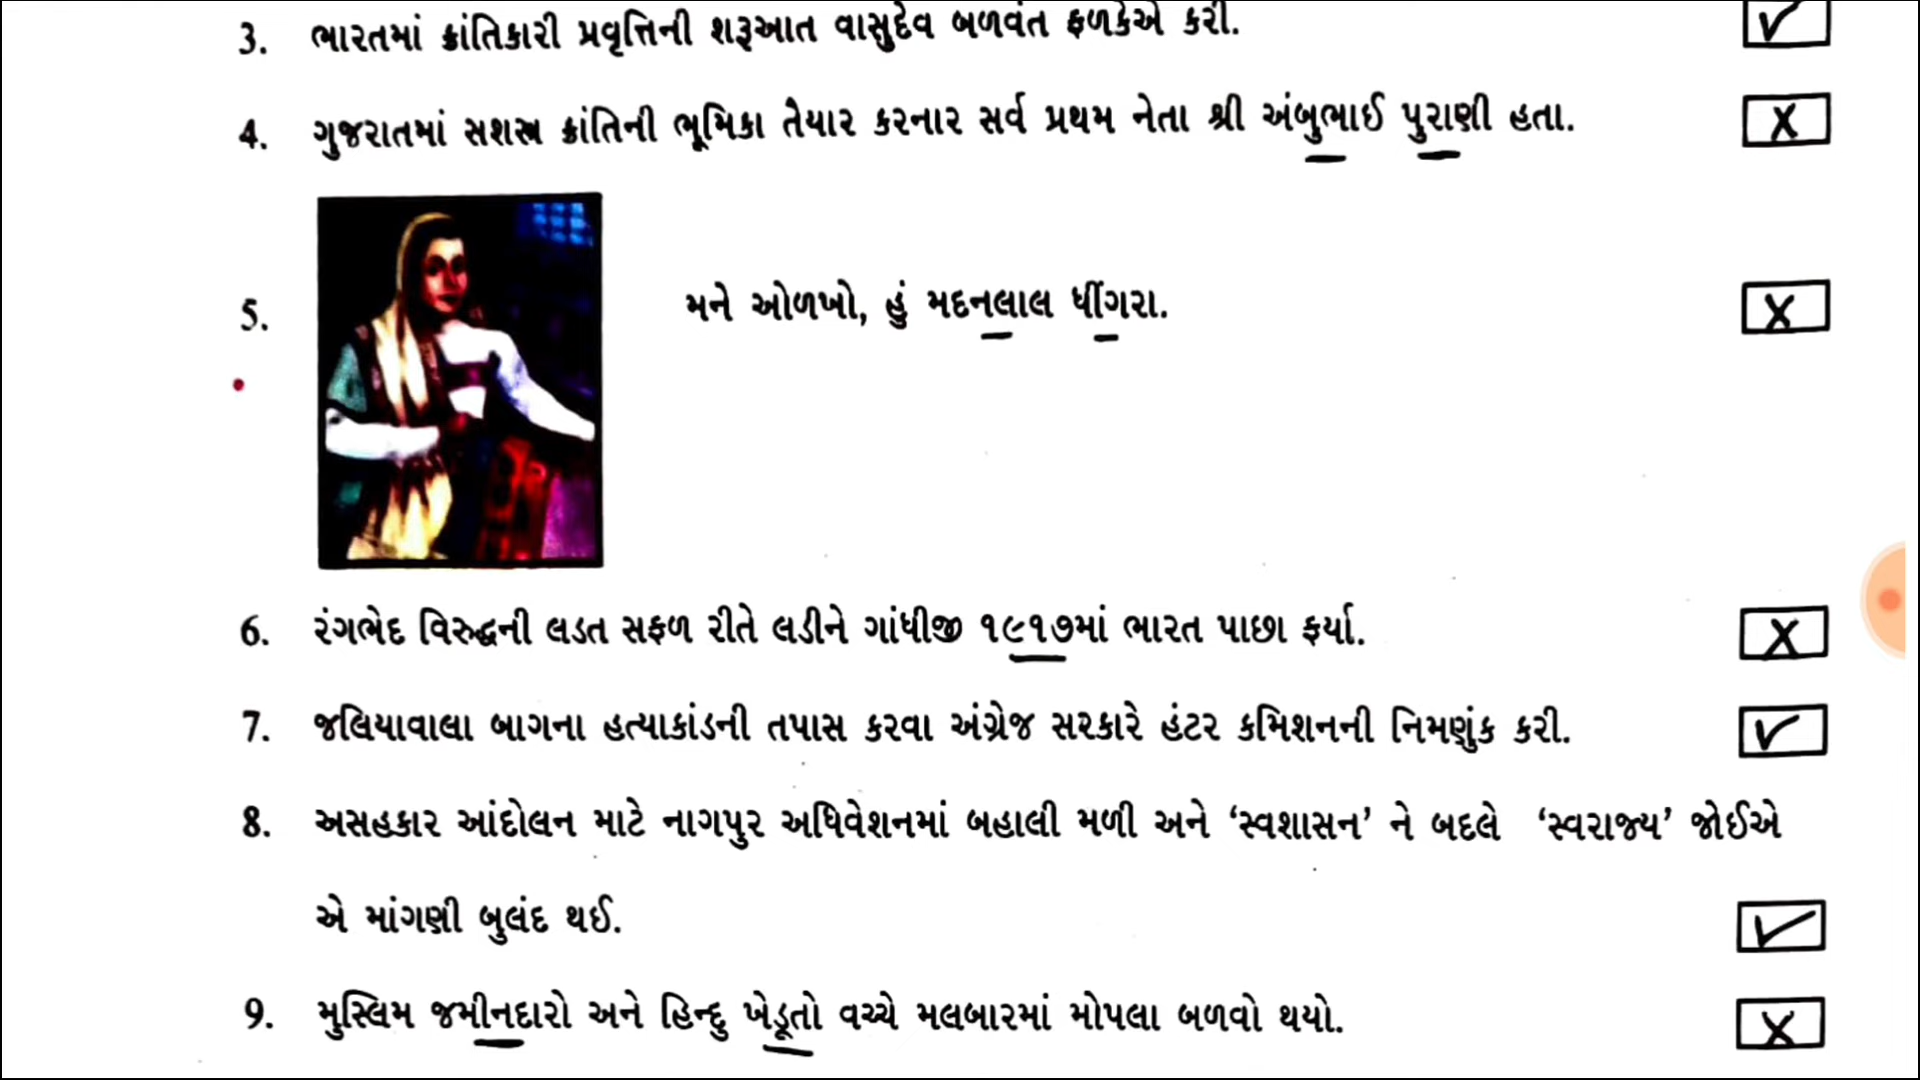 3. ભારતમાં ક્રાંતિકારી પ્રવૃત્તિની શરૂઆત વાસુદેવ બળવંત ફળકેએ કરી. ✓
4. ગુજરાતમાં સશસ્ત્ર ક્રાંતિની ભૂમિકા તૈયાર કરનાર સર્વ પ્રથમ નેતા શ્રી અંબુભાઈ પુરાણી હતા. X
5. મને ઓળખો, હું મદનલાલ ધીંગરા. X
6. રંગભેદ વિરુદ્ધની લડત સફળ રીતે લડીને ગાંધીજી ૧૯૧૭માં ભારત પાછા ફર્યા. X
7. જલિયાવાલા બાગના હત્યાકાંડની તપાસ કરવા અંગ્રેજ સરકારે હંટર કમિશનની નિમણુંક કરી. ✓
8. અસહકાર આંદોલન માટે નાગપુર અધિવેશનમાં બહાલી મળી અને ‘સ્વશાસન’ ને બદલે ‘સ્વરાજ્ય’ જોઈએ
એ માંગણી બુલંદ થઈ. ✓
9. મુસ્લિમ જમીનદારો અને હિન્દુ ખેડૂતો વચ્ચે મલબારમાં મોપલા બળવો થયો. X